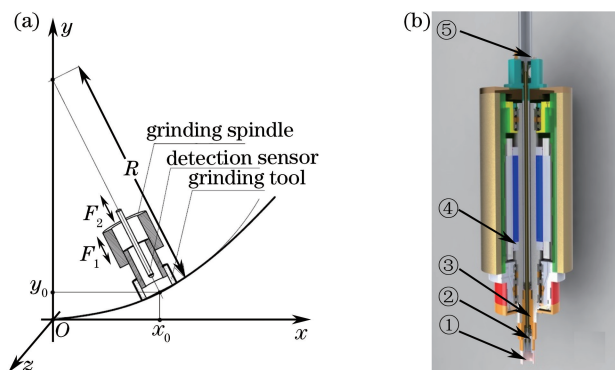 (a)
y
R
grinding spindle
detection sensor
grinding tool
F2
F1
y0
O
x0
x
z
(b)
⑤
④
③
②
①